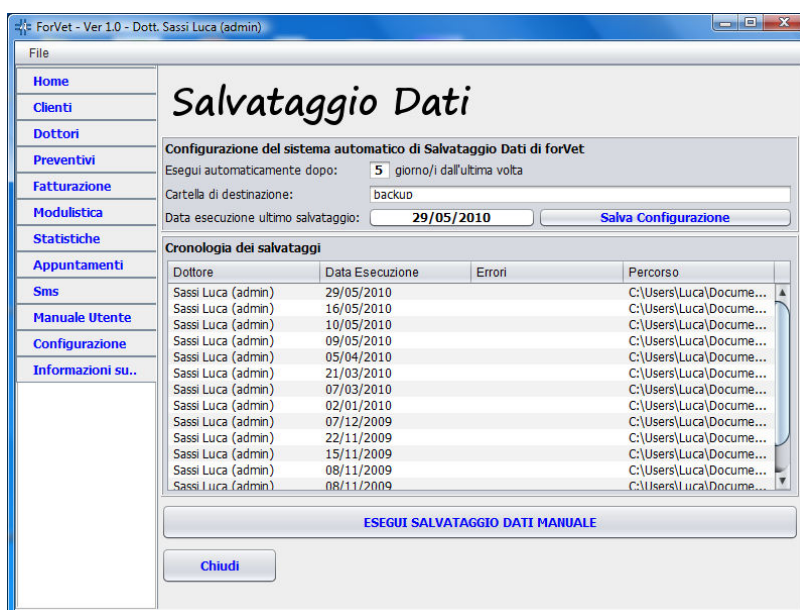 ForVet - Ver 1.0 - Dott. Sassi Luca (admin)
File
Home
Clienti
Dottori
Preventivi
Fatturazione
Modulistica
Statistiche
Appuntamenti
Sms
Manuale Utente
Configurazione
Informazioni su..
Salvataggio Dati
Configurazione del sistema automatico di Salvataggio Dati di forVet
Esegui automaticamente dopo: 5 giorno/i dall'ultima volta
Cartella di destinazione: backup
Data esecuzione ultimo salvataggio: 29/05/2010 Salva Configurazione
Cronologia dei salvataggi
Dottore Data Esecuzione Errori Percorso
Sassi Luca (admin) 29/05/2010 C:\Users\Luca\Docume...
Sassi Luca (admin) 16/05/2010 C:\Users\Luca\Docume...
Sassi Luca (admin) 10/05/2010 C:\Users\Luca\Docume...
Sassi Luca (admin) 09/05/2010 C:\Users\Luca\Docume...
Sassi Luca (admin) 05/04/2010 C:\Users\Luca\Docume...
Sassi Luca (admin) 21/03/2010 C:\Users\Luca\Docume...
Sassi Luca (admin) 07/03/2010 C:\Users\Luca\Docume...
Sassi Luca (admin) 02/01/2010 C:\Users\Luca\Docume...
Sassi Luca (admin) 07/12/2009 C:\Users\Luca\Docume...
Sassi Luca (admin) 22/11/2009 C:\Users\Luca\Docume...
Sassi Luca (admin) 15/11/2009 C:\Users\Luca\Docume...
Sassi Luca (admin) 08/11/2009 C:\Users\Luca\Docume...
Sassi Luca (admin) 08/11/2009 C:\Users\Luca\Docume...
ESEGUI SALVATAGGIO DATI MANUALE
Chiudi